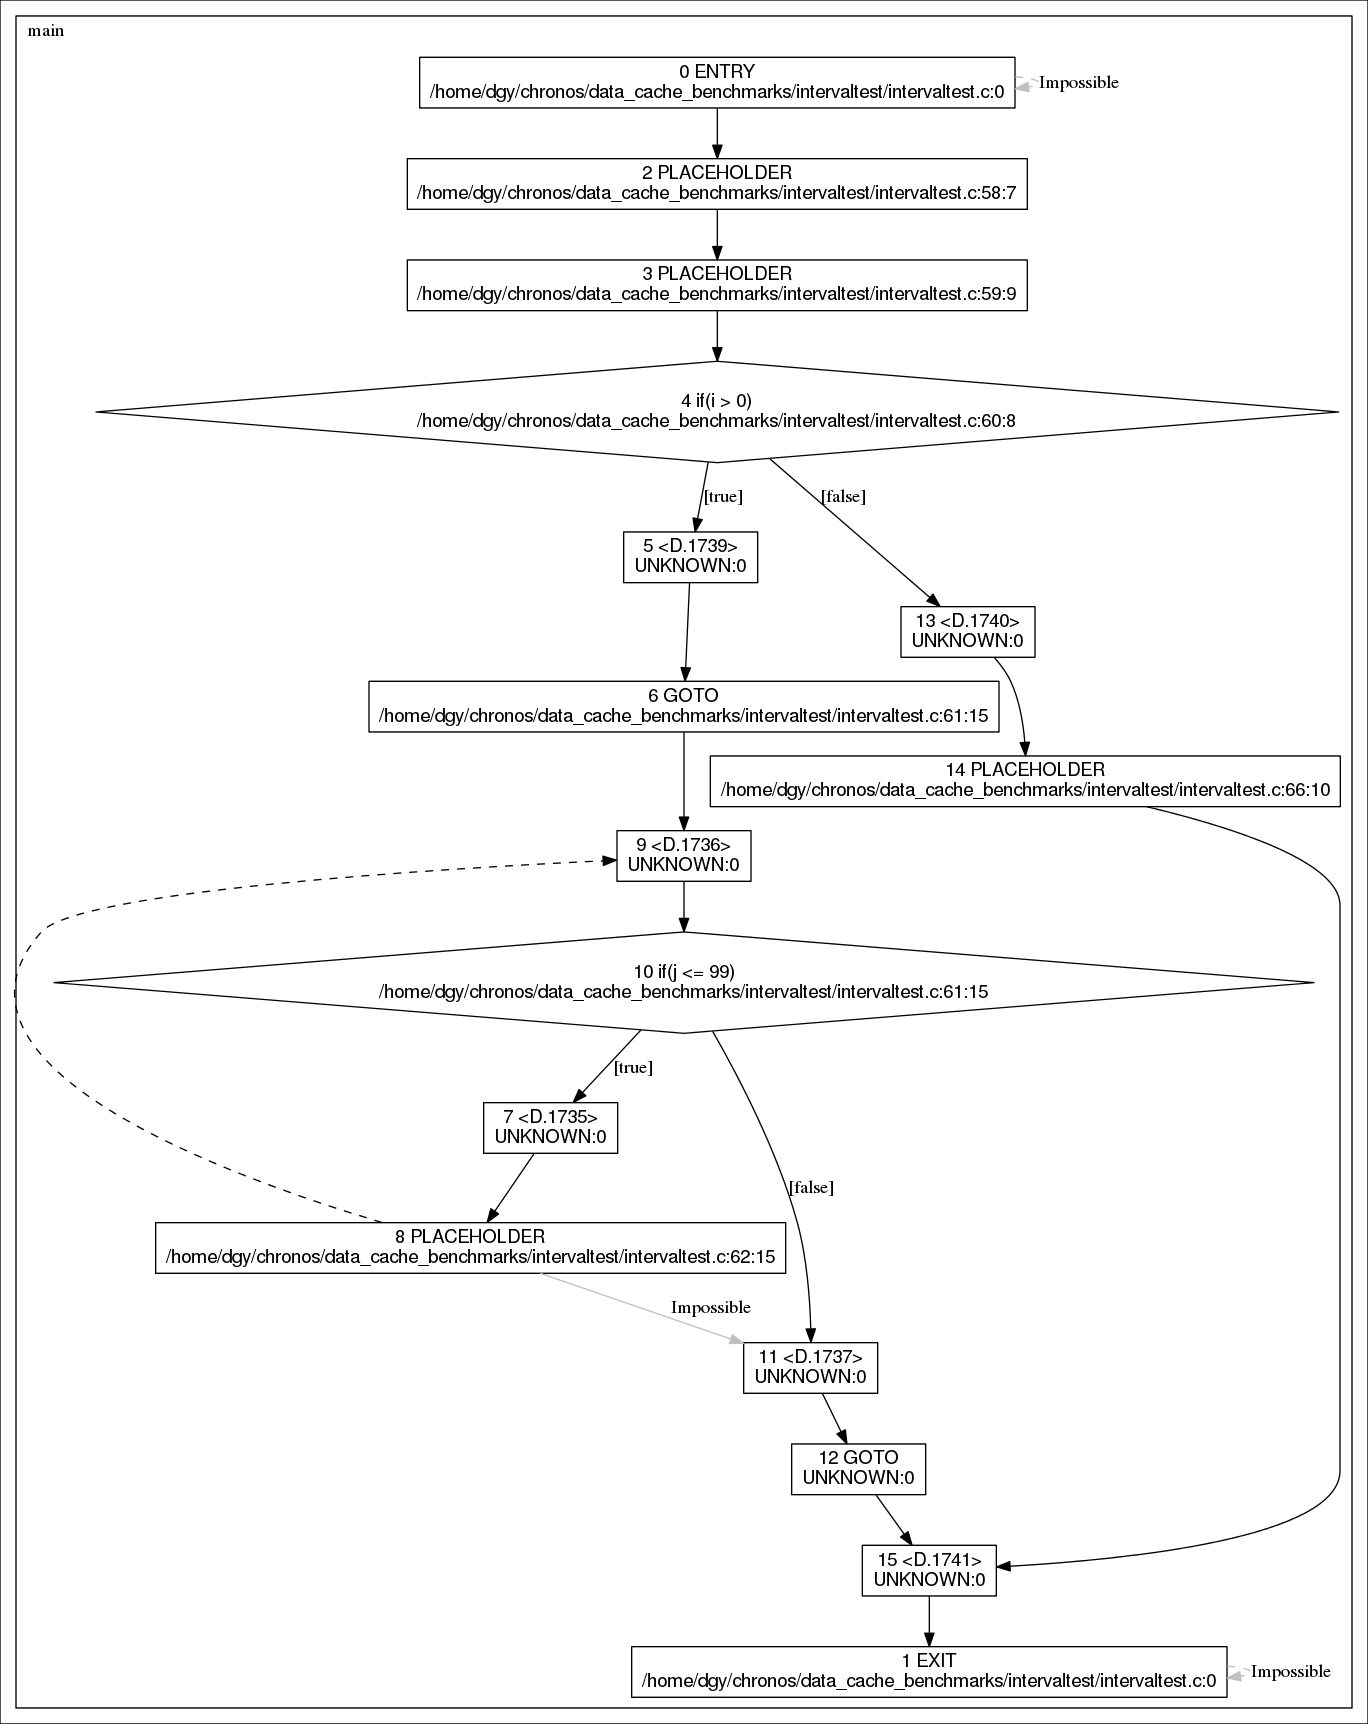 main
0 ENTRY
/home/dgy/chronos/data_cache_benchmarks/intervaltest/intervaltest.c:0
Impossible
2 PLACEHOLDER
/home/dgy/chronos/data_cache_benchmarks/intervaltest/intervaltest.c:58:7
3 PLACEHOLDER
/home/dgy/chronos/data_cache_benchmarks/intervaltest/intervaltest.c:59:9
4 if(i > 0)
/home/dgy/chronos/data_cache_benchmarks/intervaltest/intervaltest.c:60:8
[true]
[false]
5 <D.1739>
UNKNOWN:0
13 <D.1740>
UNKNOWN:0
6 GOTO
/home/dgy/chronos/data_cache_benchmarks/intervaltest/intervaltest.c:61:15
14 PLACEHOLDER
/home/dgy/chronos/data_cache_benchmarks/intervaltest/intervaltest.c:66:10
9 <D.1736>
UNKNOWN:0
10 if(j <= 99)
/home/dgy/chronos/data_cache_benchmarks/intervaltest/intervaltest.c:61:15
[true]
7 <D.1735>
UNKNOWN:0
[false]
8 PLACEHOLDER
/home/dgy/chronos/data_cache_benchmarks/intervaltest/intervaltest.c:62:15
Impossible
11 <D.1737>
UNKNOWN:0
12 GOTO
UNKNOWN:0
15 <D.1741>
UNKNOWN:0
1 EXIT
/home/dgy/chronos/data_cache_benchmarks/intervaltest/intervaltest.c:0
Impossible